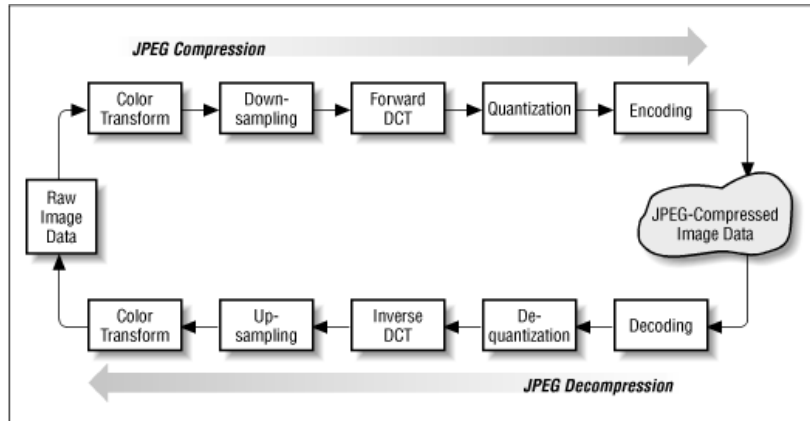 JPEG Compression
Color
Transform
Down-
sampling
Forward
DCT
Quantization
Encoding
Raw
Image
Data
JPEG-Compressed
Image Data
Color
Transform
Up-
sampling
Inverse
DCT
De-
quantization
Decoding
JPEG Decompression